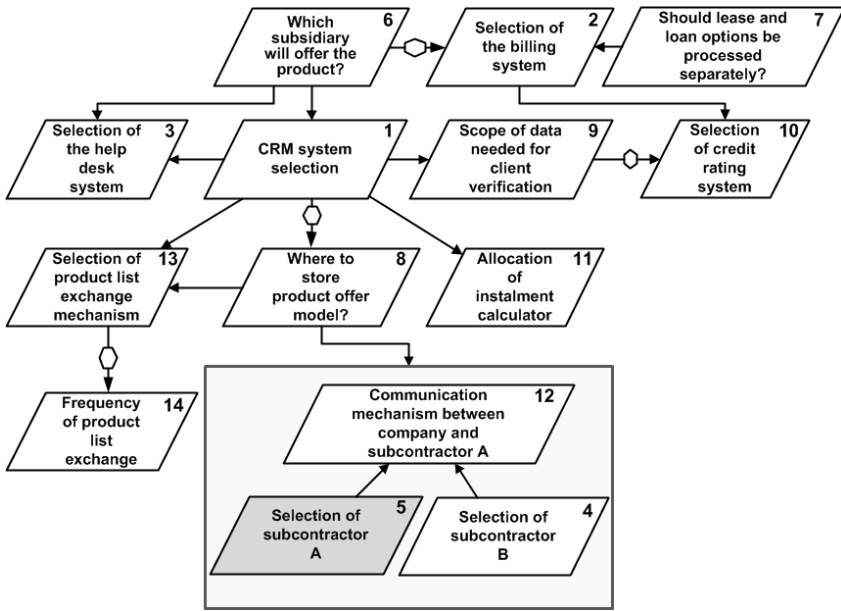 Which
6
subsidiary
will offer the
product?
Selection of
2
the billing
system
Should lease and
7
loan options be
processed
separately?
Selection of
3
the help
desk
system
CRM system
1
selection
Scope of data
9
needed for
client
verification
Selection
10
of credit
rating
system
Selection of
13
product list
exchange
mechanism
Where to
8
store
product offer
model?
Allocation
11
of
instalment
calculator
Frequency
14
of product
list
exchange
Communication
12
mechanism between
company and
subcontractor A
Selection of
5
subcontractor
A
Selection of
4
subcontractor
B